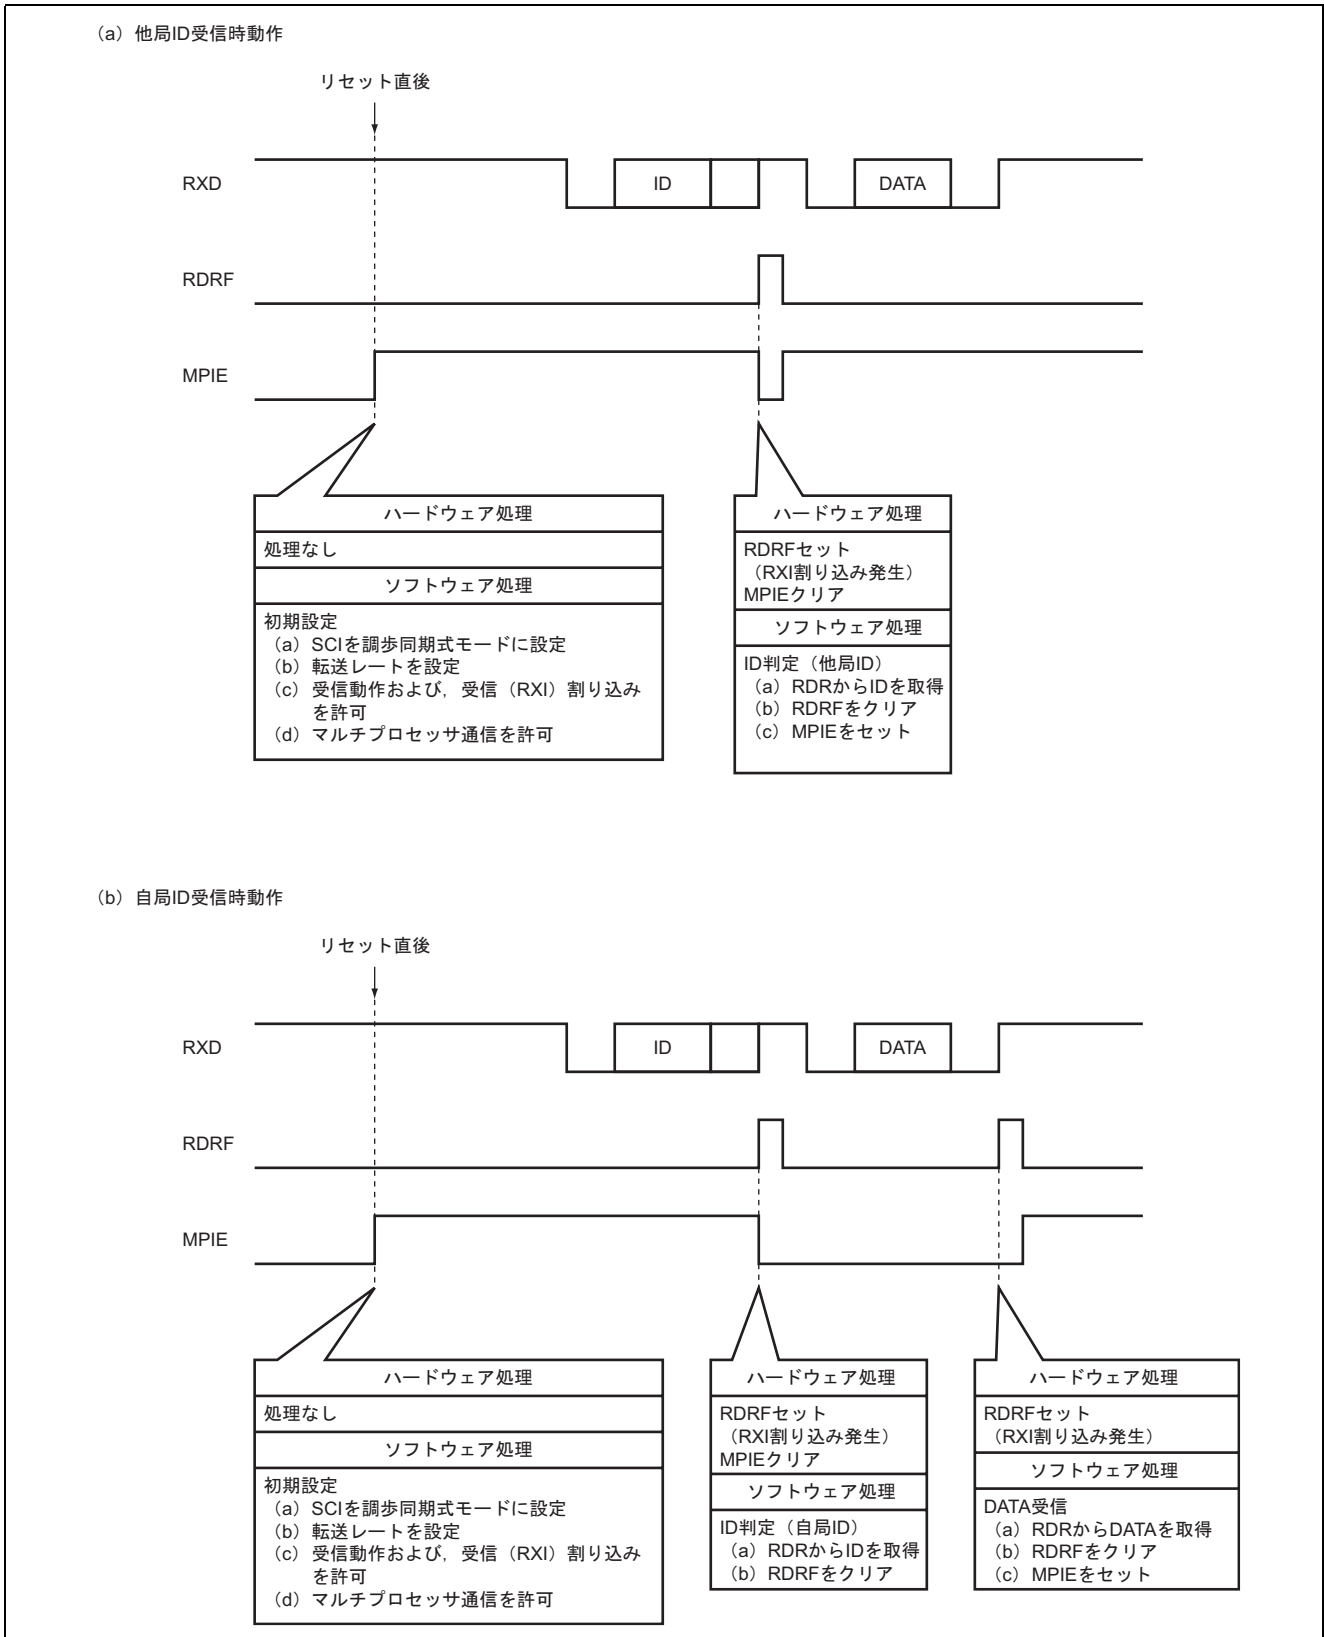 (a) 他局ID受信時動作
リセット直後
RXD
ID
DATA
RDRF
MPIE
ハードウェア処理
処理なし
ソフトウェア処理
初期設定
(a) SCIを調歩同期式モードに設定
(b) 転送レートを設定
(c) 受信動作および，受信（RXI）割り込み
を許可
(d) マルチプロセッサ通信を許可
ハードウェア処理
RDRFセット
（RXI割り込み発生）
MPIEクリア
ソフトウェア処理
ID判定（他局ID）
(a) RDRからIDを取得
(b) RDRFをクリア
(c) MPIEをセット
(b) 自局ID受信時動作
リセット直後
RXD
ID
DATA
RDRF
MPIE
ハードウェア処理
処理なし
ソフトウェア処理
初期設定
(a) SCIを調歩同期式モードに設定
(b) 転送レートを設定
(c) 受信動作および，受信（RXI）割り込み
を許可
(d) マルチプロセッサ通信を許可
ハードウェア処理
RDRFセット
（RXI割り込み発生）
MPIEクリア
ソフトウェア処理
ID判定（自局ID）
(a) RDRからIDを取得
(b) RDRFをクリア
ハードウェア処理
RDRFセット
（RXI割り込み発生）
ソフトウェア処理
DATA受信
(a) RDRからDATAを取得
(b) RDRFをクリア
(c) MPIEをセット